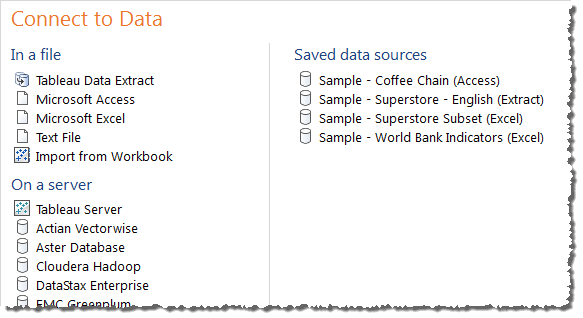 Connect to Data
In a file
Tableau Data Extract
Microsoft Access
Microsoft Excel
Text File
Import from Workbook
On a server
Tableau Server
Actian Vectorwise
Aster Database
Cloudera Hadoop
DataStax Enterprise
EMC Greenplum
Saved data sources
Sample - Coffee Chain (Access)
Sample - Superstore - English (Extract)
Sample - Superstore Subset (Excel)
Sample - World Bank Indicators (Excel)